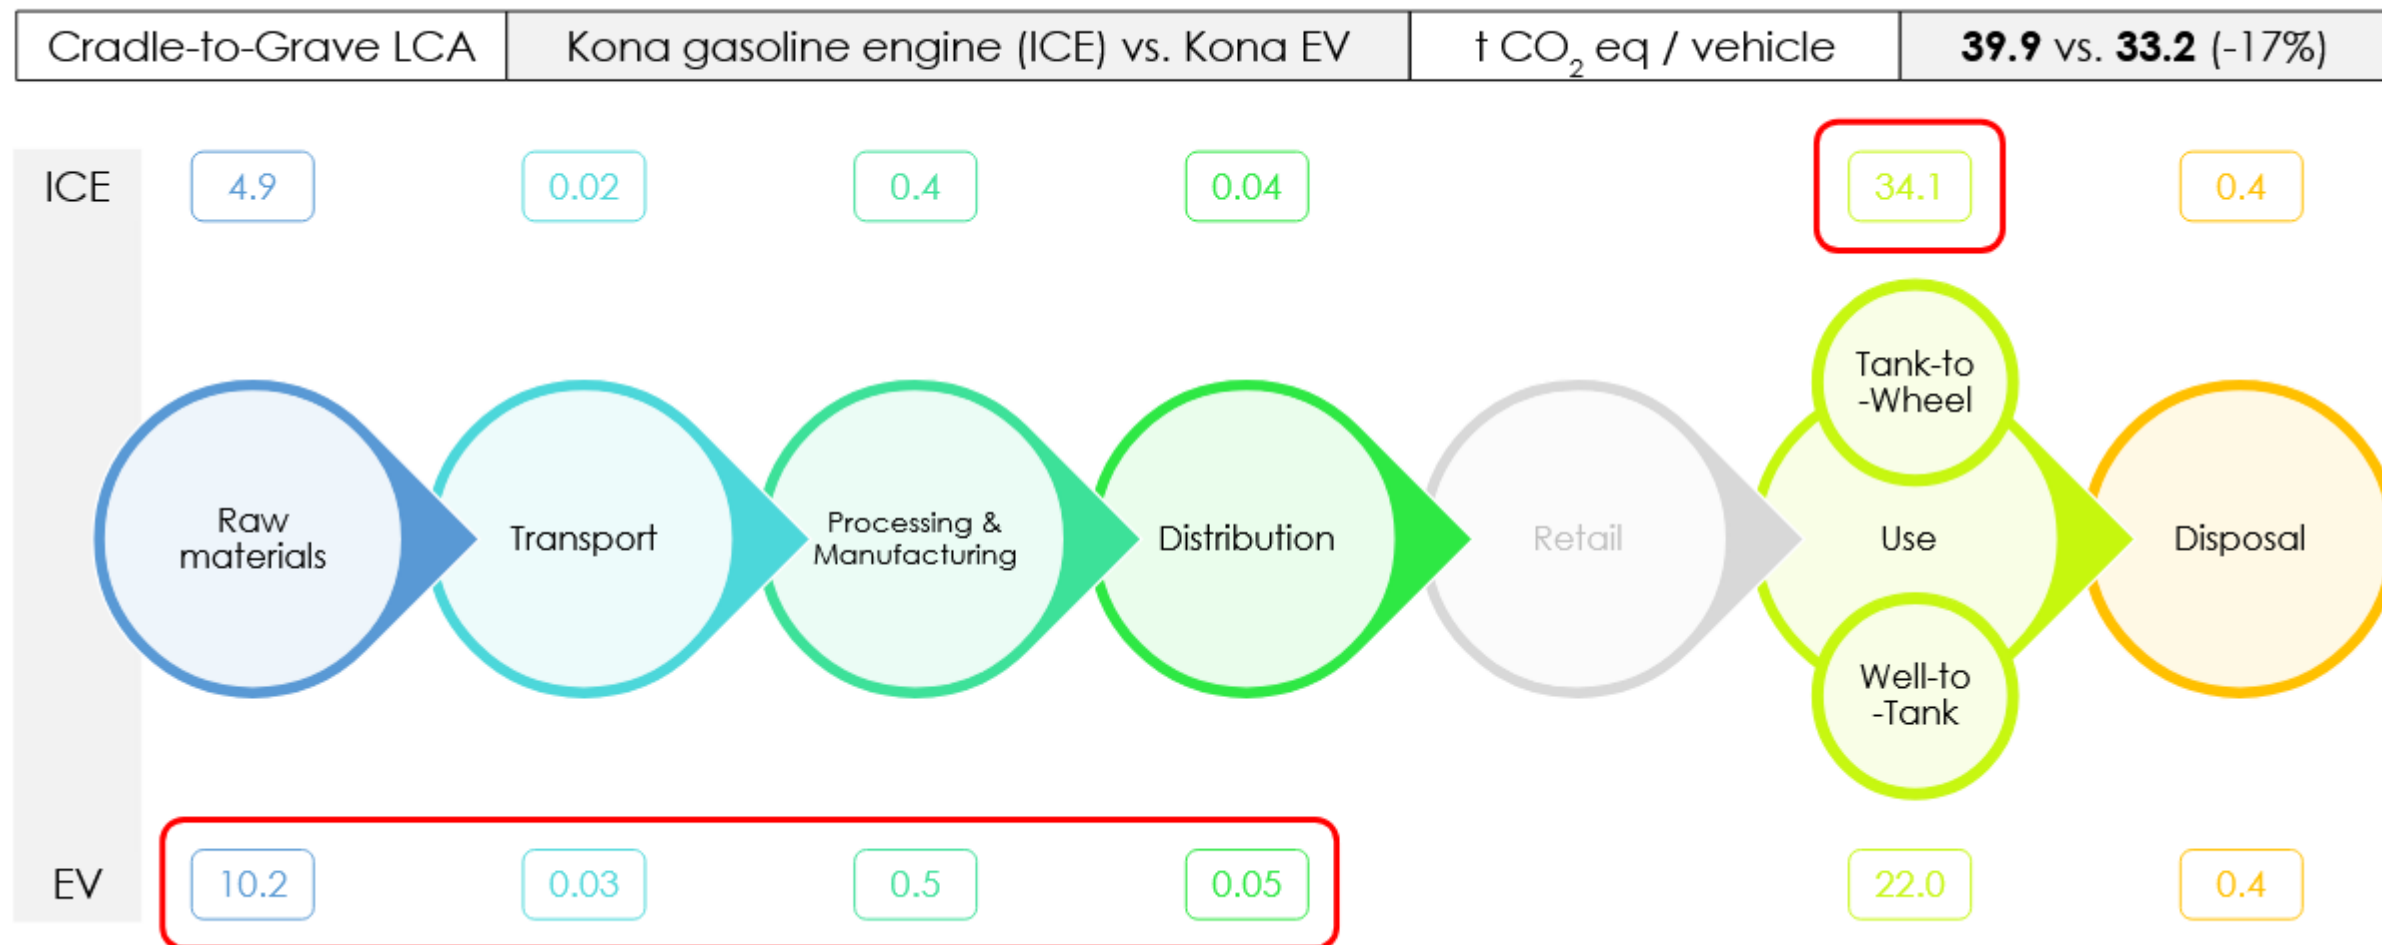 Cradle-to-Grave LCA
Kona gasoline engine (ICE) vs. Kona EV
t CO₂ eq / vehicle
39.9 vs. 33.2 (-17%)
ICE
4.9
0.02
0.4
0.04
34.1
0.4
Raw
materials
Transport
Processing &
Manufacturing
Distribution
Retail
Tank-to
-Wheel
Use
Well-to
-Tank
Disposal
EV
10.2
0.03
0.5
0.05
22.0
0.4